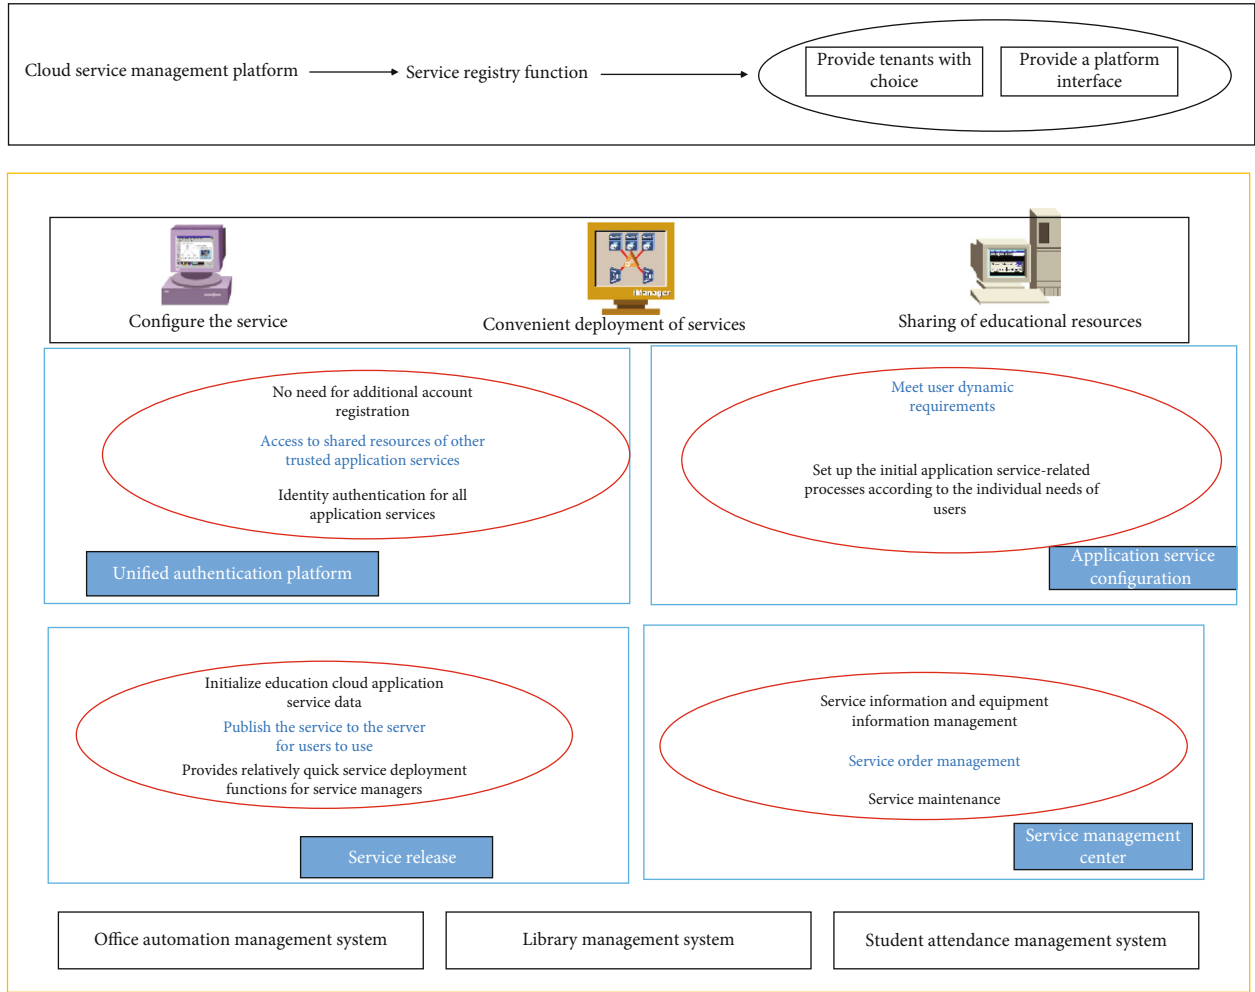 Cloud service management platform
Service registry function
Provide tenants with
choice
Provide a platform
interface
iManager
Configure the service
Convenient deployment of services
Sharing of educational resources
No need for additional account
registration
Access to shared resources of other
trusted application services
Identity authentication for all
application services
Unified authentication platform
Meet user dynamic
requirements
Set up the initial application service-related
processes according to the individual needs of
users
Application service
configuration
Initialize education cloud application
service data
Publish the service to the server
for users to use
Provides relatively quick service deployment
functions for service managers
Service release
Service information and equipment
information management
Service order management
Service maintenance
Service management
center
Office automation management system
Library management system
Student attendance management system